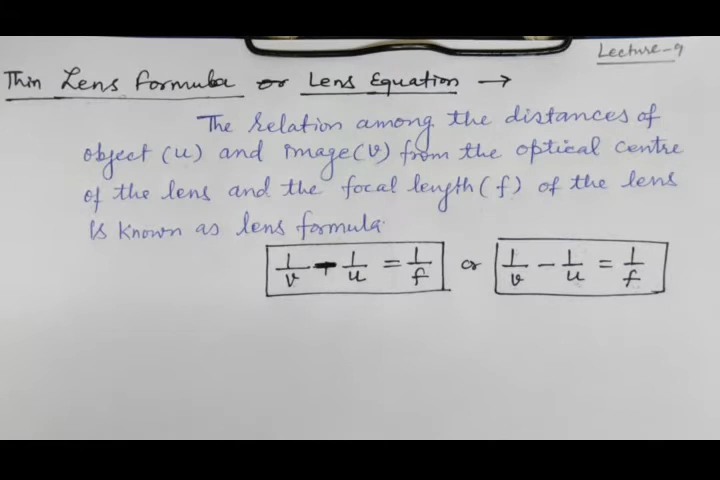 Lecture-9
Thin Lens formula or Lens Equation →
The relation among the distances of
object (u) and image(v) from the optical centre
of the lens and the focal length (f) of the lens
is known as lens formula.
1/v - 1/u = 1/f or 1/v - 1/u = 1/f